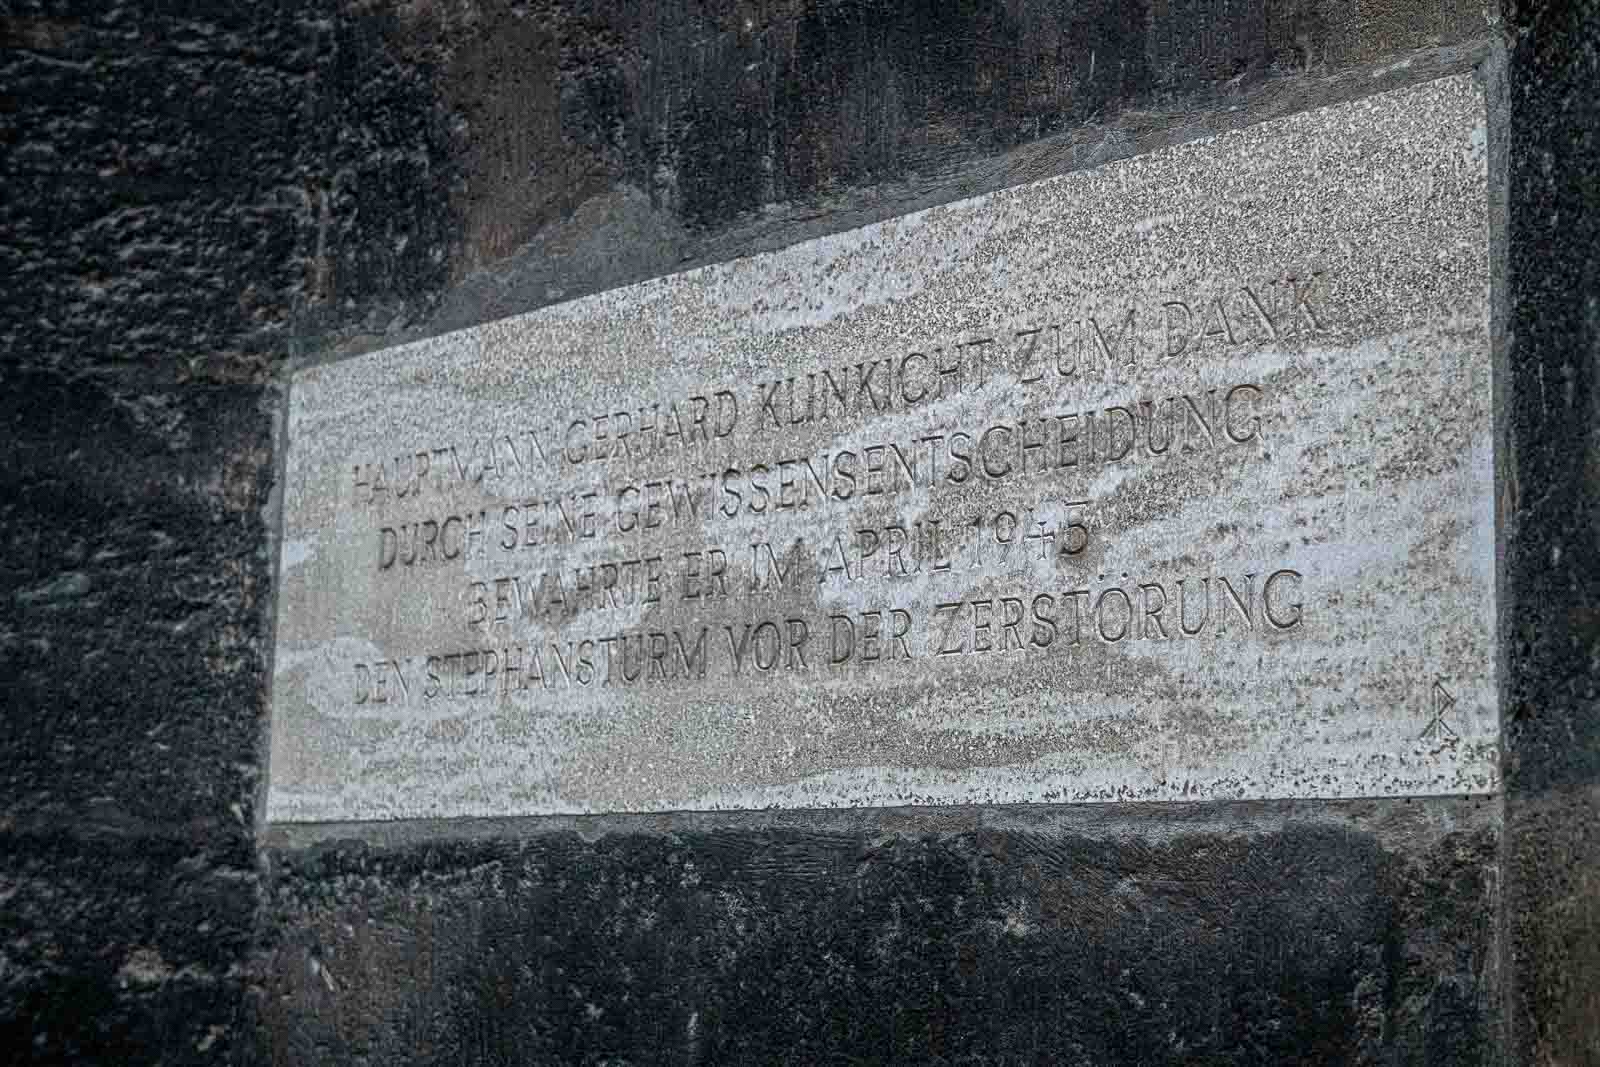 HAUPTMANN GERHARD KLINKICHT ZUM DANK
DURCH SEINE GEWISSENSENTSCHEIDUNG
BEWAHRTE ER IM APRIL 1945
DEN STEPHANSTURM VOR DER ZERSTÖRUNG